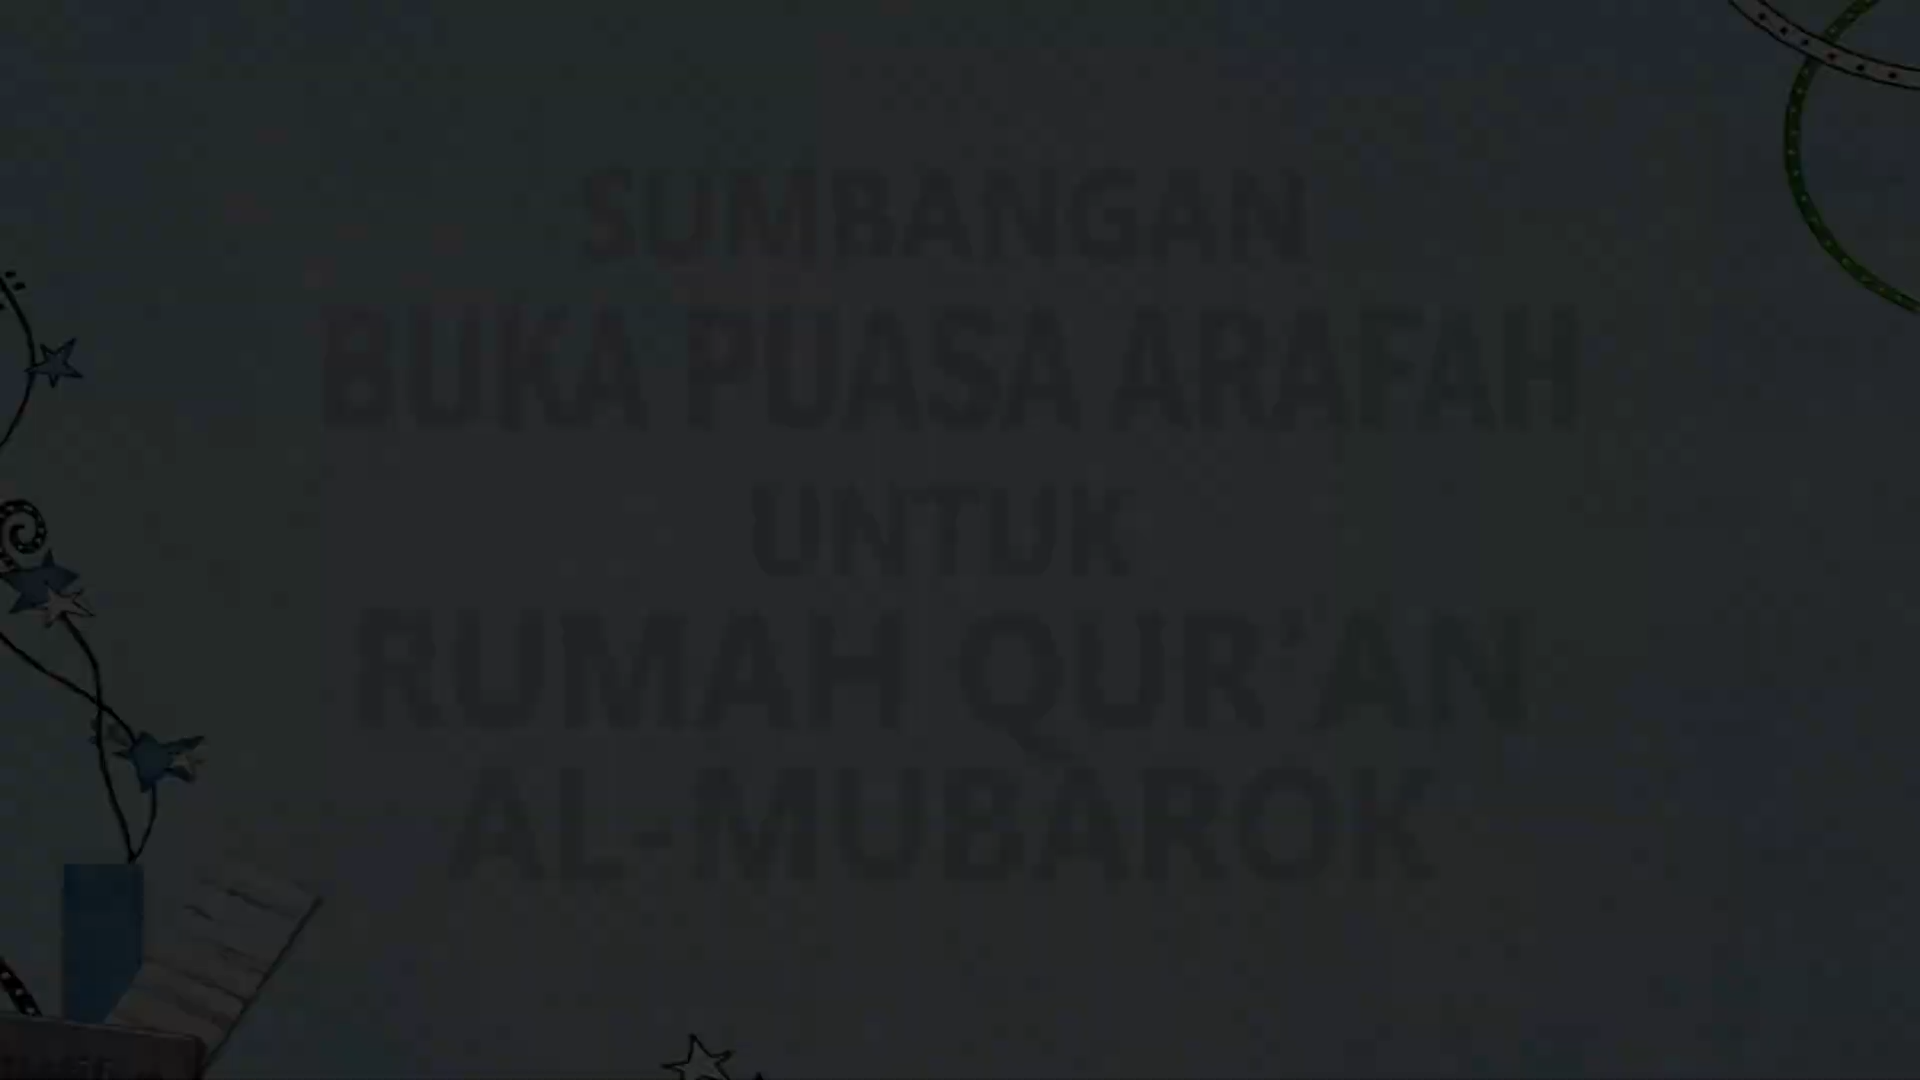 SUMBANGAN
BUKA PUASA ARAFAH
UNTUK
RUMAH QUR'AN
AL-MUBAROK